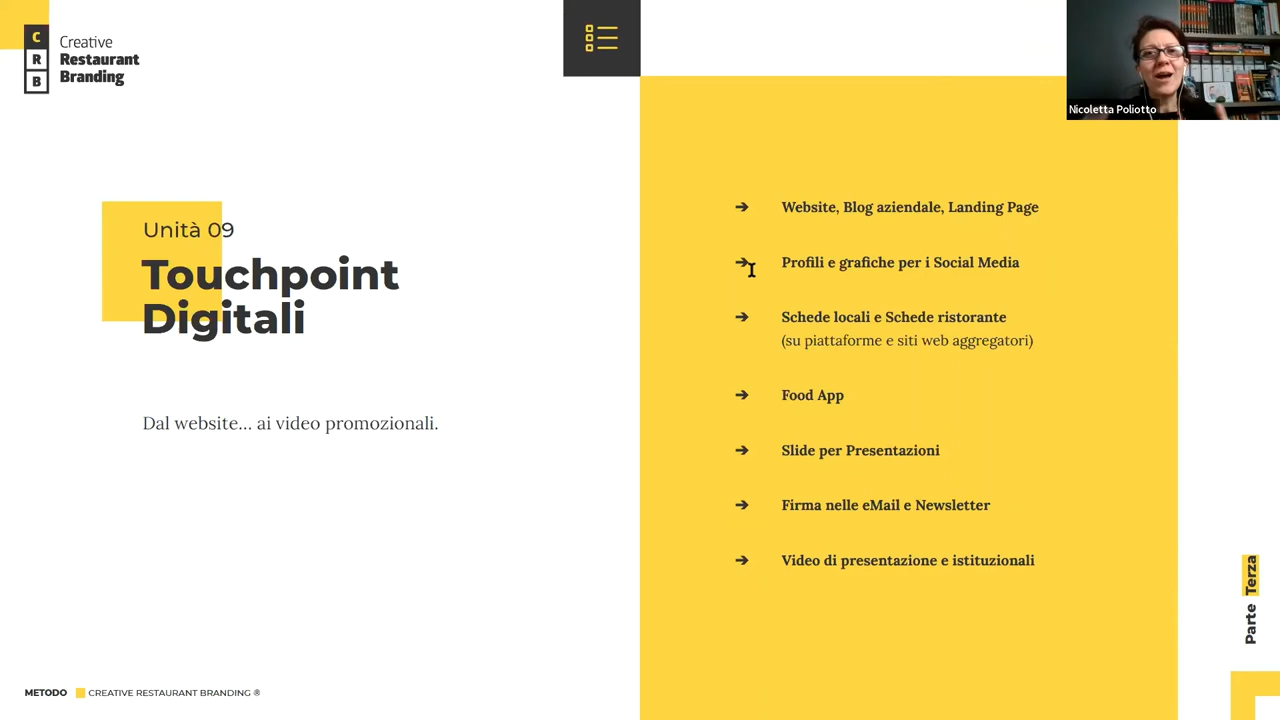 C
R
B
Creative
Restaurant
Branding
Nicoletta Poliotto
Unità 09
Touchpoint
Digitali
Dal website... ai video promozionali.
➔ Website, Blog aziendale, Landing Page
➔ Profili e grafiche per i Social Media
➔ Schede locali e Schede ristorante
(su piattaforme e siti web aggregatori)
➔ Food App
➔ Slide per Presentazioni
➔ Firma nelle eMail e Newsletter
➔ Video di presentazione e istituzionali
Parte Terza
METODO CREATIVE RESTAURANT BRANDING ®